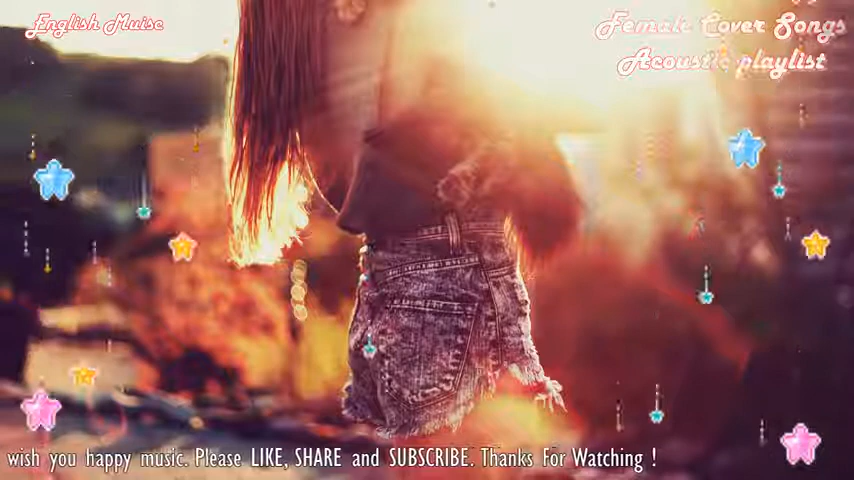 English Muisc
Female Cover Songs
Acoustic playlist
wish you happy music. Please LIKE, SHARE and SUBSCRIBE. Thanks For Watching !